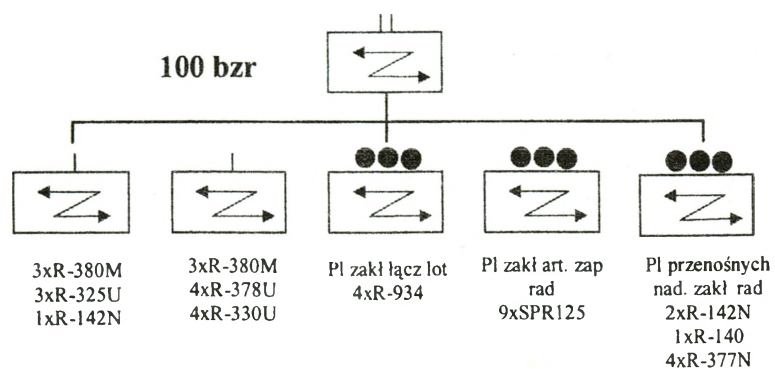 100 bzr
3xR-380M
3xR-325U
1xR-142N
3xR-380M
4xR-378U
4xR-330U
Pl zakł łącz lot
4xR-934
Pl zakł art. zap
rad
9xSPR125
Pl przenośnych
nad. zakł rad
2xR-142N
1xR-140
4xR-377N